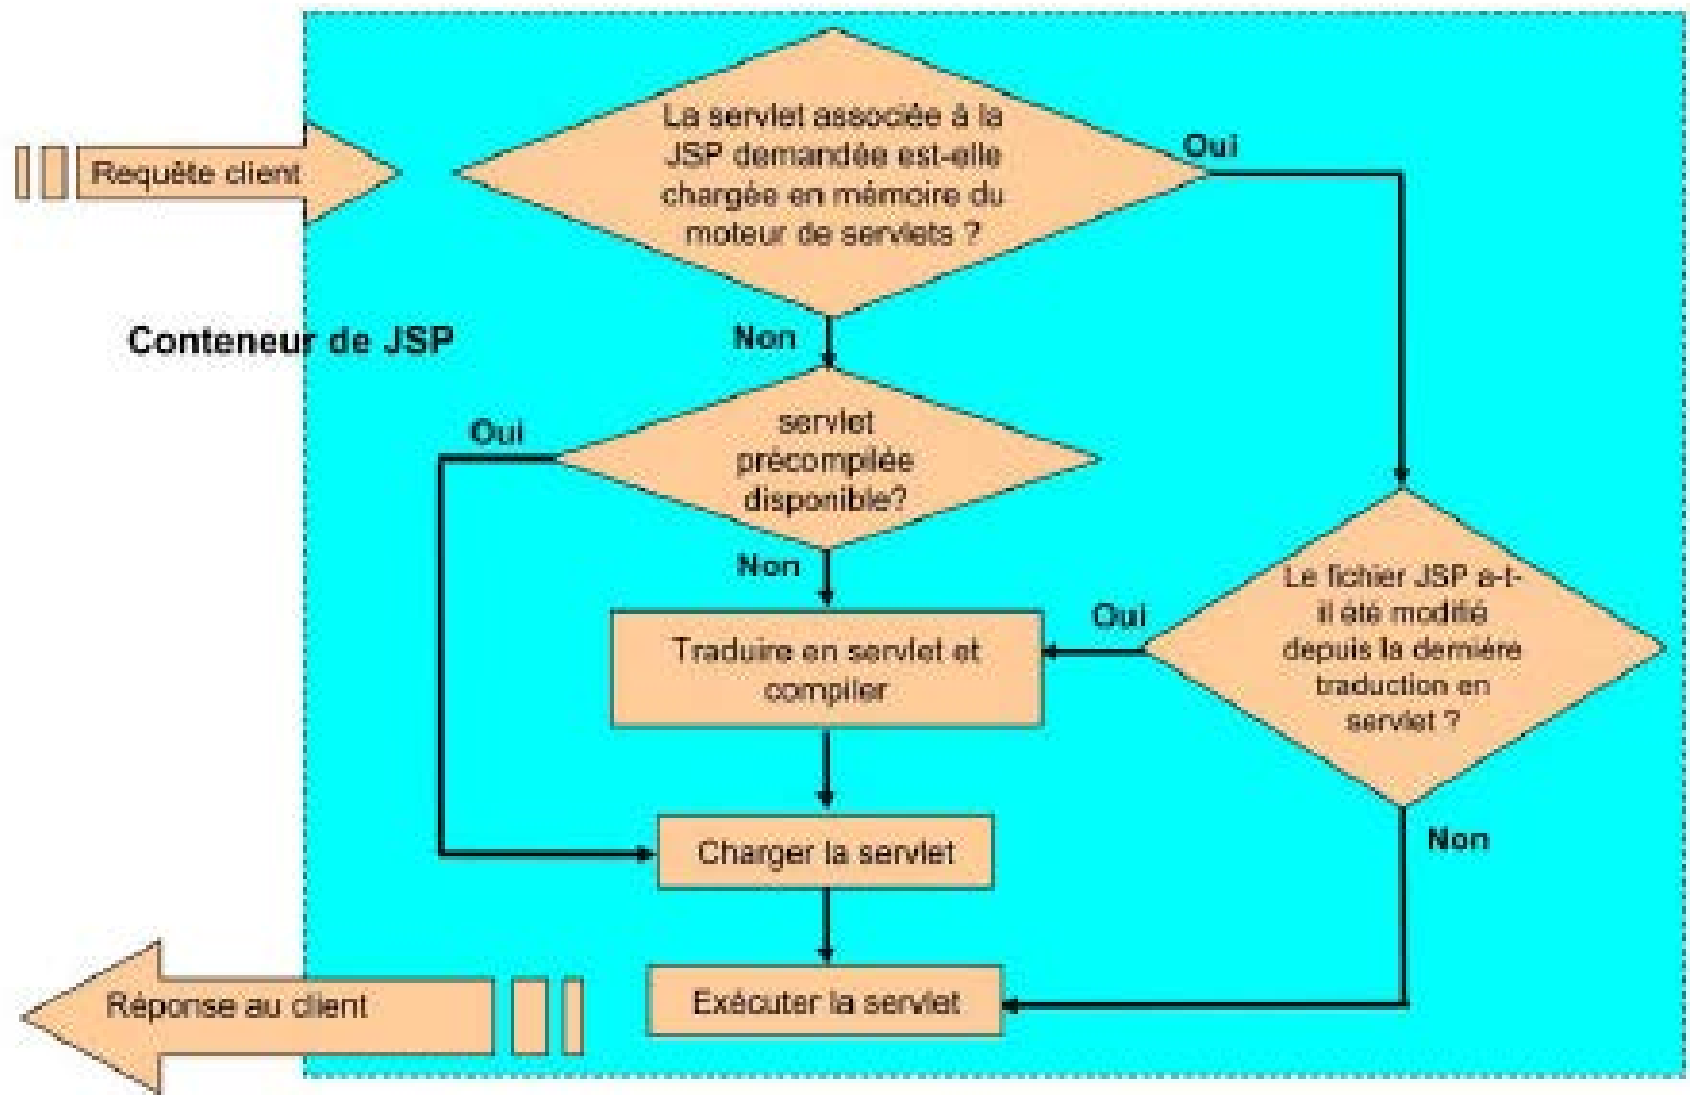 La servlet associée à la
JSP demandée est-elle
chargée en mémoire du
moteur de servlets ?
Oui
Requête client
Conteneur de JSP
Non
servlet
précompilée
disponible?
Oui
Non
Le fichier JSP a-t-
il été modifié
depuis la dernière
traduction en
servlet ?
Oui
Traduire en servlet et
compiler
Non
Charger la servlet
Exécuter la servlet
Réponse au client